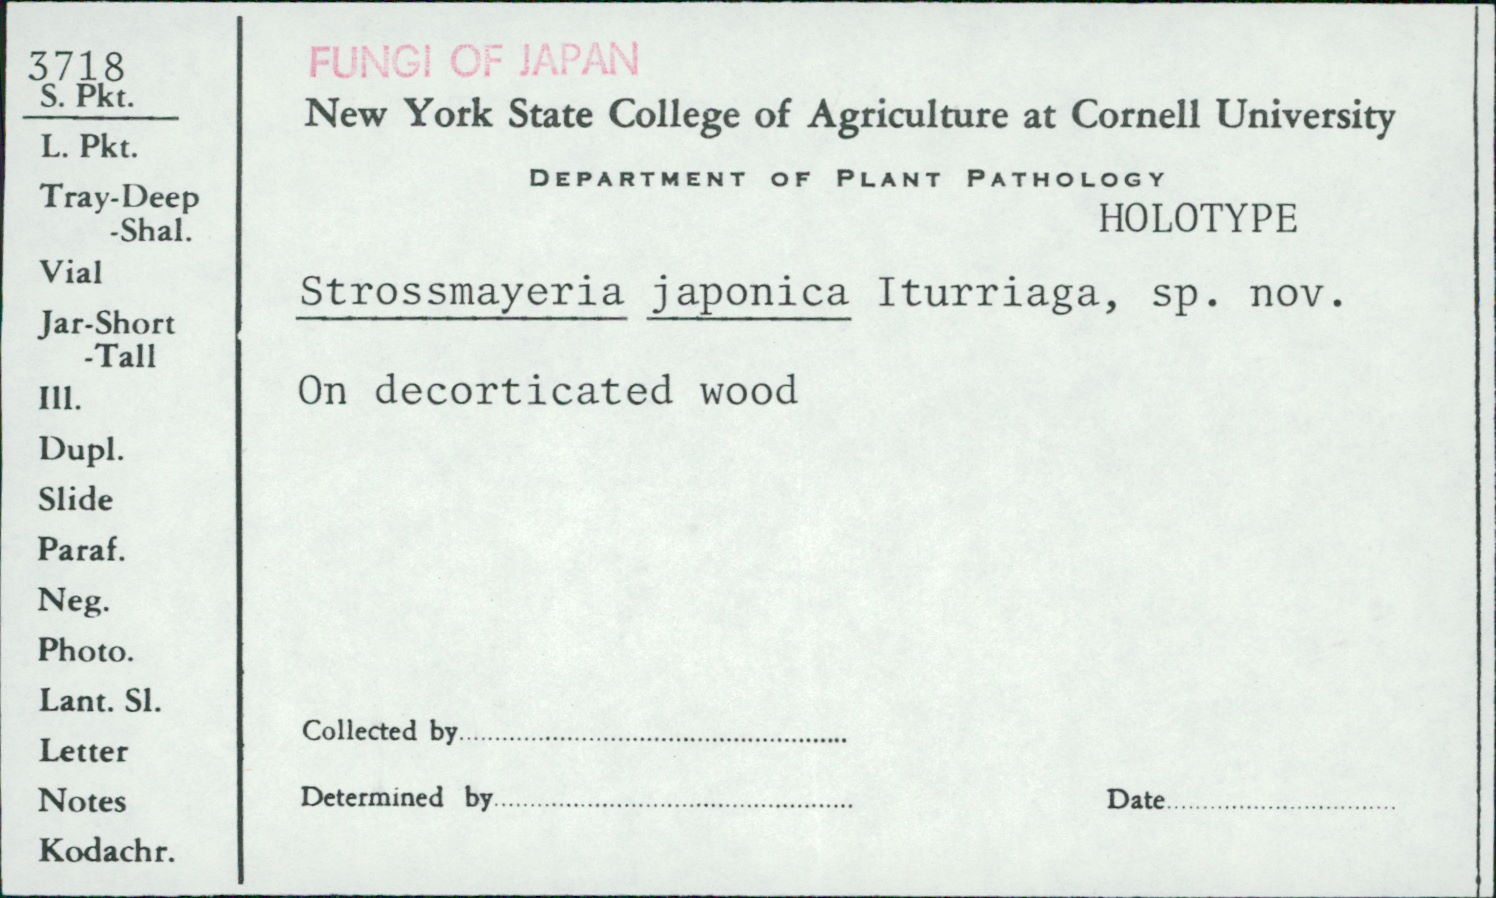 3718
S. Pkt.
L. Pkt.
Tray-Deep
-Shal.
Vial
Jar-Short
-Tall
Ill.
Dupl.
Slide
Paraf.
Neg.
Photo.
Lant. Sl.
Letter
Notes
Kodachr.
FUNGI OF JAPAN
New York State College of Agriculture at Cornell University
DEPARTMENT OF PLANT PATHOLOGY
HOLOTYPE
Strossmayeria japonica Iturriaga, sp. nov.
On decorticated wood
Collected by
Determined by
Date